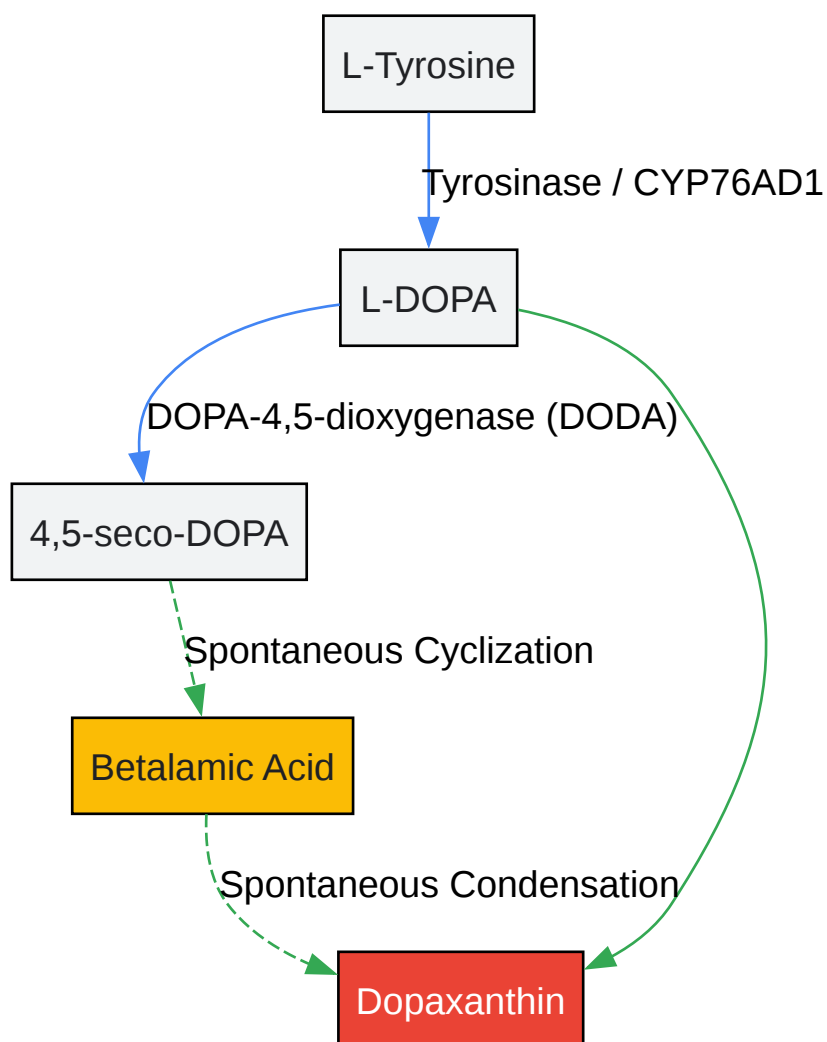 L-Tyrosine
Tyrosinase / CYP76AD1
L-DOPA
DOPA-4,5-dioxygenase (DODA)
4,5-seco-DOPA
Spontaneous Cyclization
Betalamic Acid
Spontaneous Condensation
Dopaxanthin